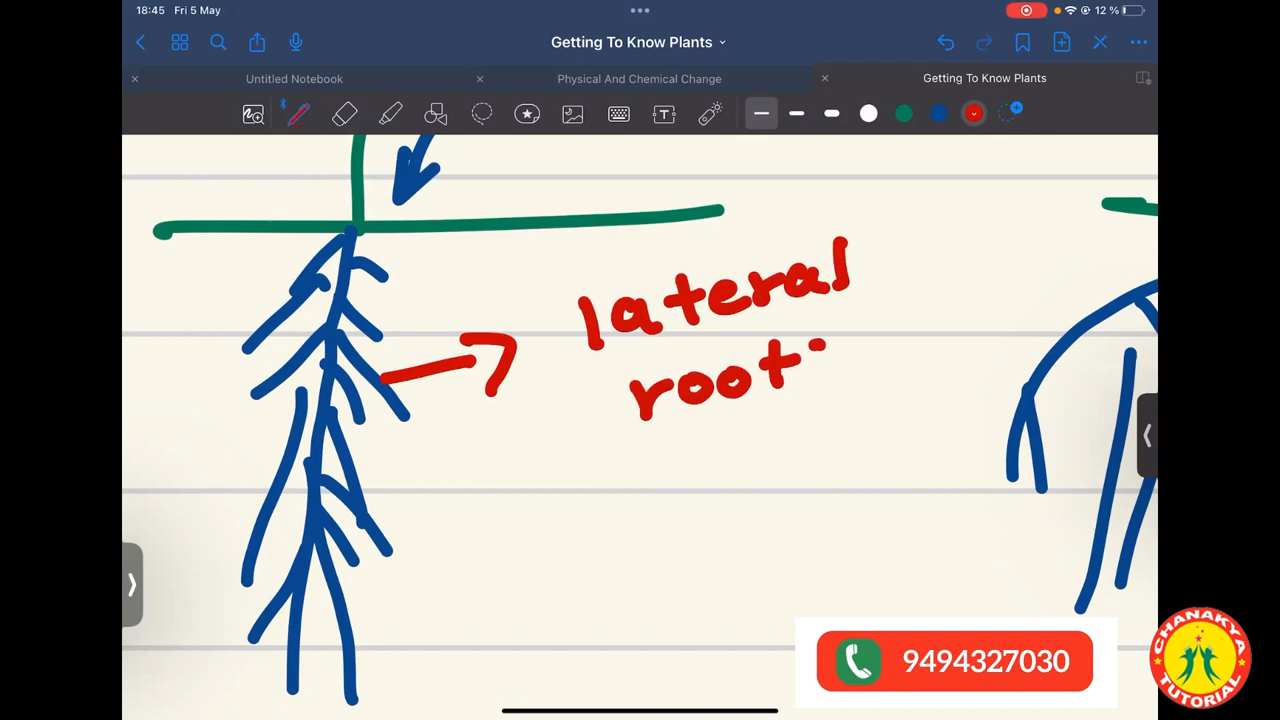 18:45 Fri 5 May
12 %
Getting To Know Plants
Untitled Notebook
Physical And Chemical Change
Getting To Know Plants
lateral
root
9494327030
CHANAKYA
TUTORIAL